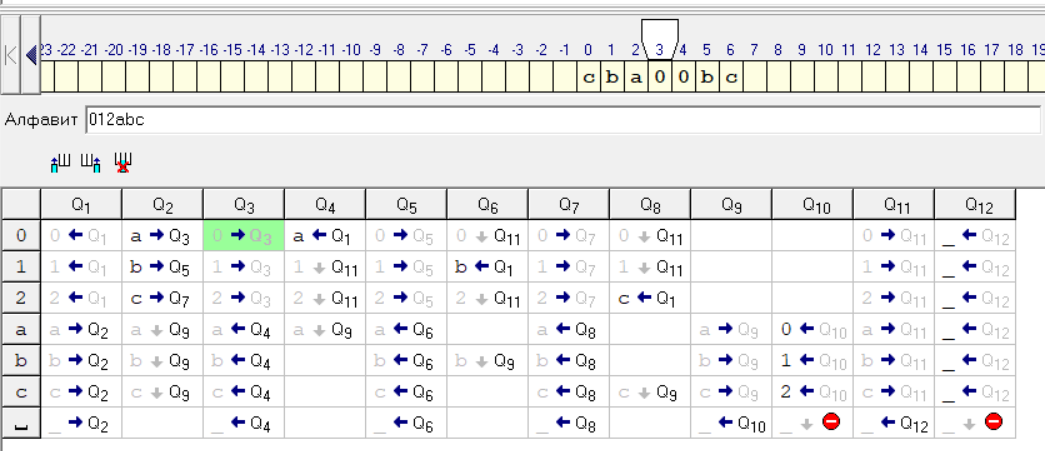 23 -22 -21 -20 -19 -18 -17 -16 -15 -14 -13 -12 -11 -10 -9 -8 -7 -6 -5 -4 -3 -2 -1 0 1 2 3 4 5 6 7 8 9 10 11 12 13 14 15 16 17 18 19
c b a 0 0 b c
Алфавит 012abc
Q1 Q2 Q3 Q4 Q5 Q6 Q7 Q8 Q9 Q10 Q11 Q12
0 0 ← Q1 a → Q3 0 → Q3 a ← Q1 0 → Q5 0 ↓ Q11 0 → Q7 0 ↓ Q11 0 → Q11 _ ← Q12
1 1 ← Q1 b → Q5 1 → Q3 1 ↓ Q11 1 → Q5 b ← Q1 1 → Q7 1 ↓ Q11 1 → Q11 _ ← Q12
2 2 ← Q1 c → Q7 2 → Q3 2 ↓ Q11 2 → Q5 2 ↓ Q11 2 → Q7 c ← Q1 2 → Q11 _ ← Q12
a a → Q2 a ↓ Q9 a ← Q4 a ↓ Q9 a ← Q6 a ← Q8 a → Q9 0 ← Q10 a → Q11 _ ← Q12
b b → Q2 b ↓ Q9 b ← Q4 b ← Q6 b ↓ Q9 b ← Q8 b → Q9 1 ← Q10 b → Q11 _ ← Q12
c c → Q2 c ↓ Q9 c ← Q4 c ← Q6 c ← Q8 c ↓ Q9 c → Q9 2 ← Q10 c → Q11 _ ← Q12
_ → Q2 _ ← Q4 _ ← Q6 _ ← Q8 _ ← Q10 _ ↓ _ ← Q12 _ ↓